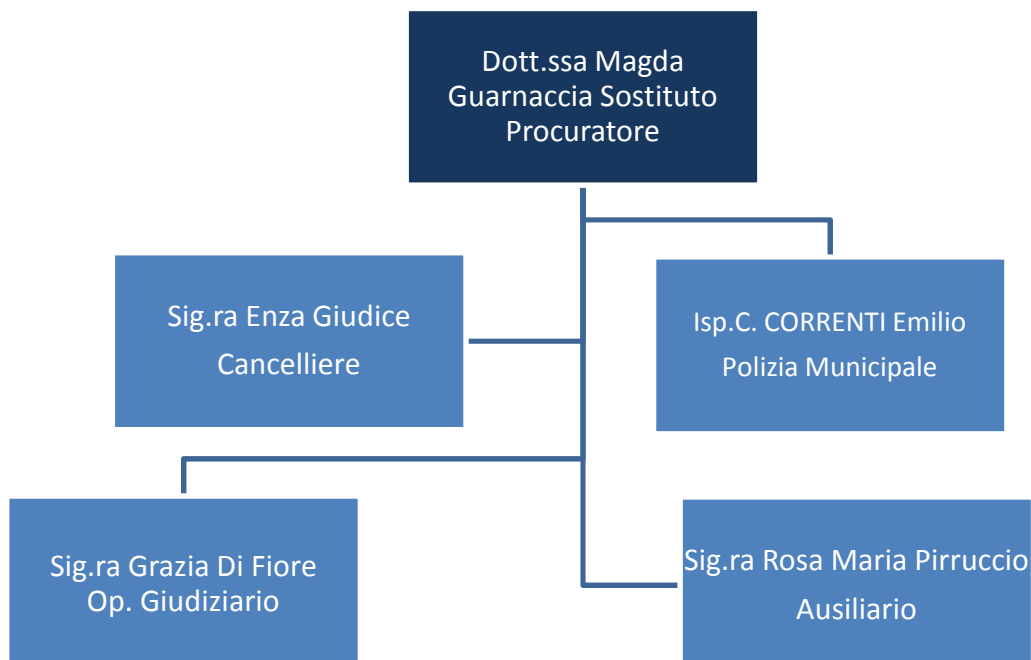 Dott.ssa Magda
Guarnaccia Sostituto
Procuratore
Sig.ra Enza Giudice
Cancelliere
Isp.C. CORRENTI Emilio
Polizia Municipale
Sig.ra Grazia Di Fiore
Op. Giudiziario
Sig.ra Rosa Maria Pirruccio
Ausiliario